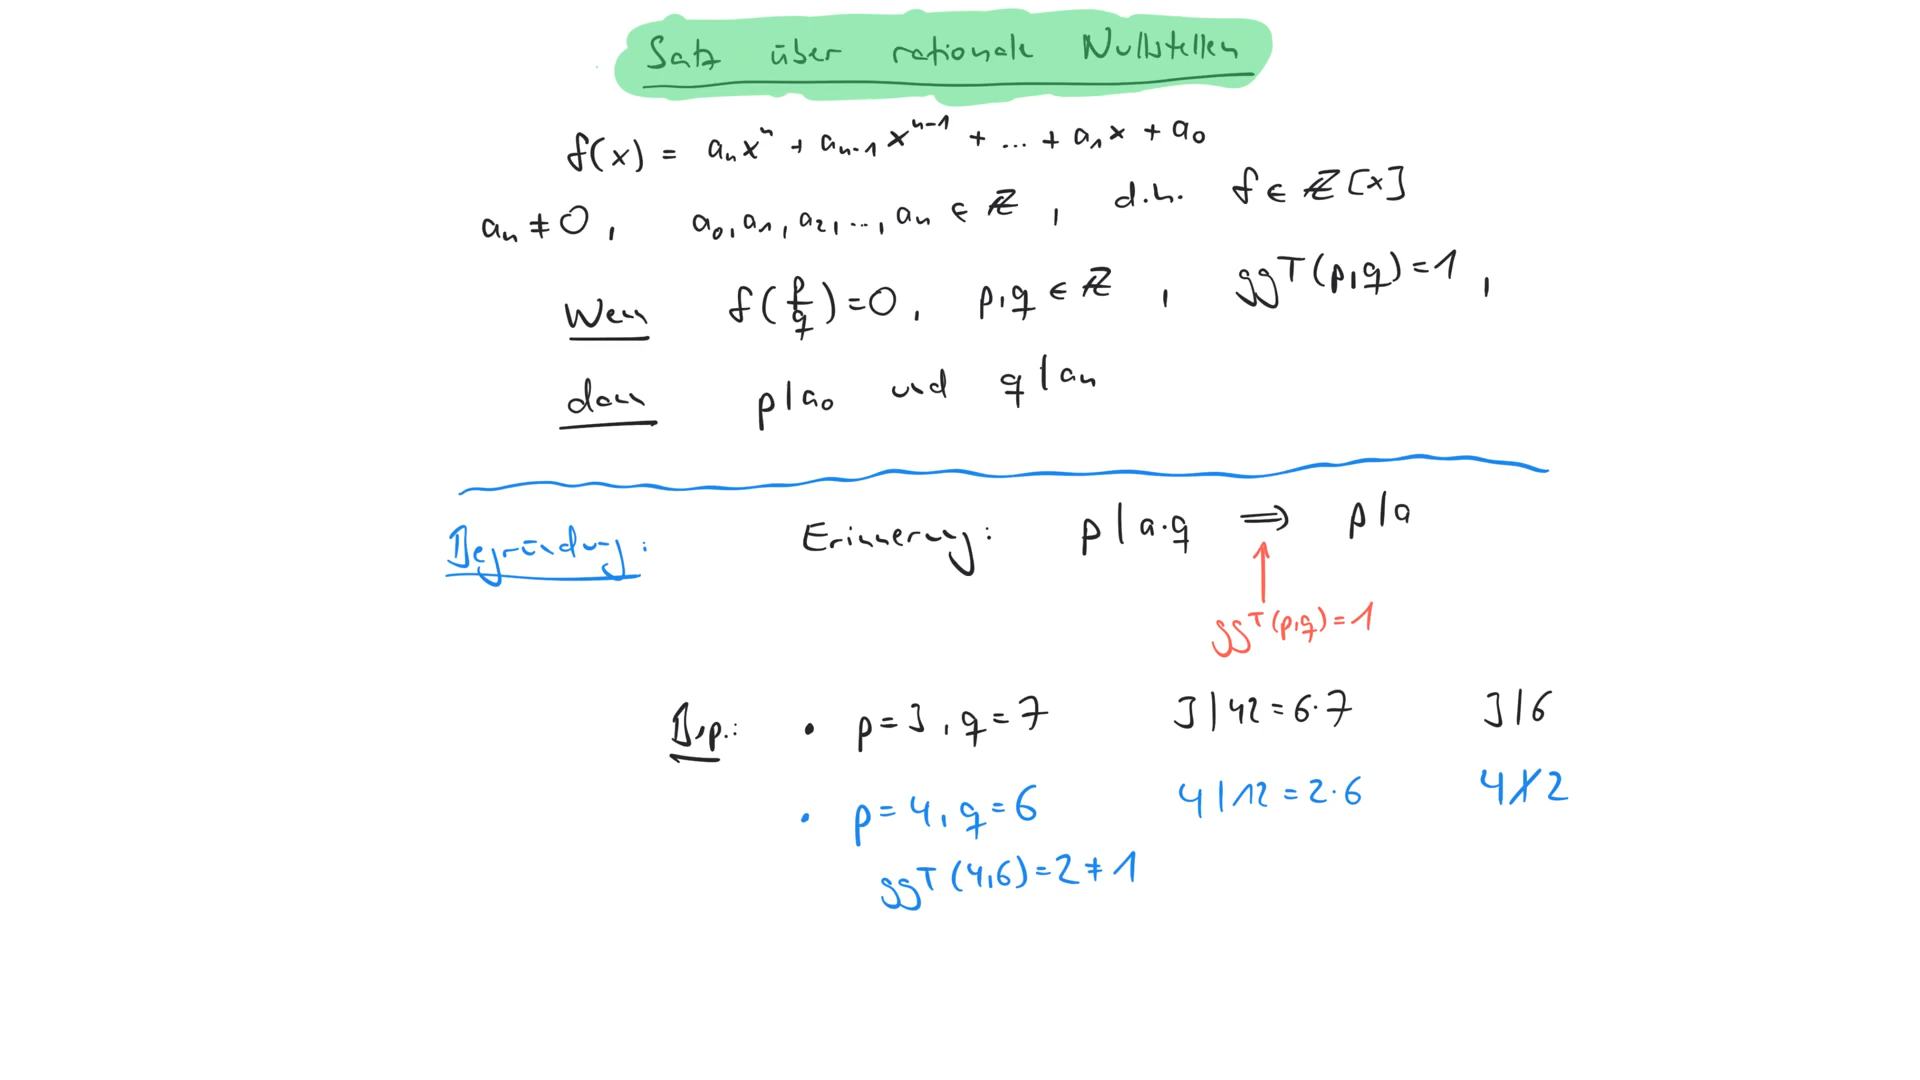 Satz über rationale Nullstellen
f(x) = aₙxⁿ + aₙ₋₁xⁿ⁻¹ + ... + a₁x + a₀
aₙ ≠ 0, a₀, a₁, a₂, ..., aₙ ∈ ℤ, d.h. f ∈ ℤ[x]
Wenn f(p/q) = 0, p,q ∈ ℤ, ggT(p,q) = 1,
dann p | a₀ und q | aₙ
Begründung: Erinnerung: p | a·q ⇒ p | a
ggT(p,q) = 1
Bsp.: • p = 3, q = 7 3 | 42 = 6·7 3 | 6
• p = 4, q = 6 4 | 12 = 2·6 4 ∤ 2
ggT(4,6) = 2 ≠ 1